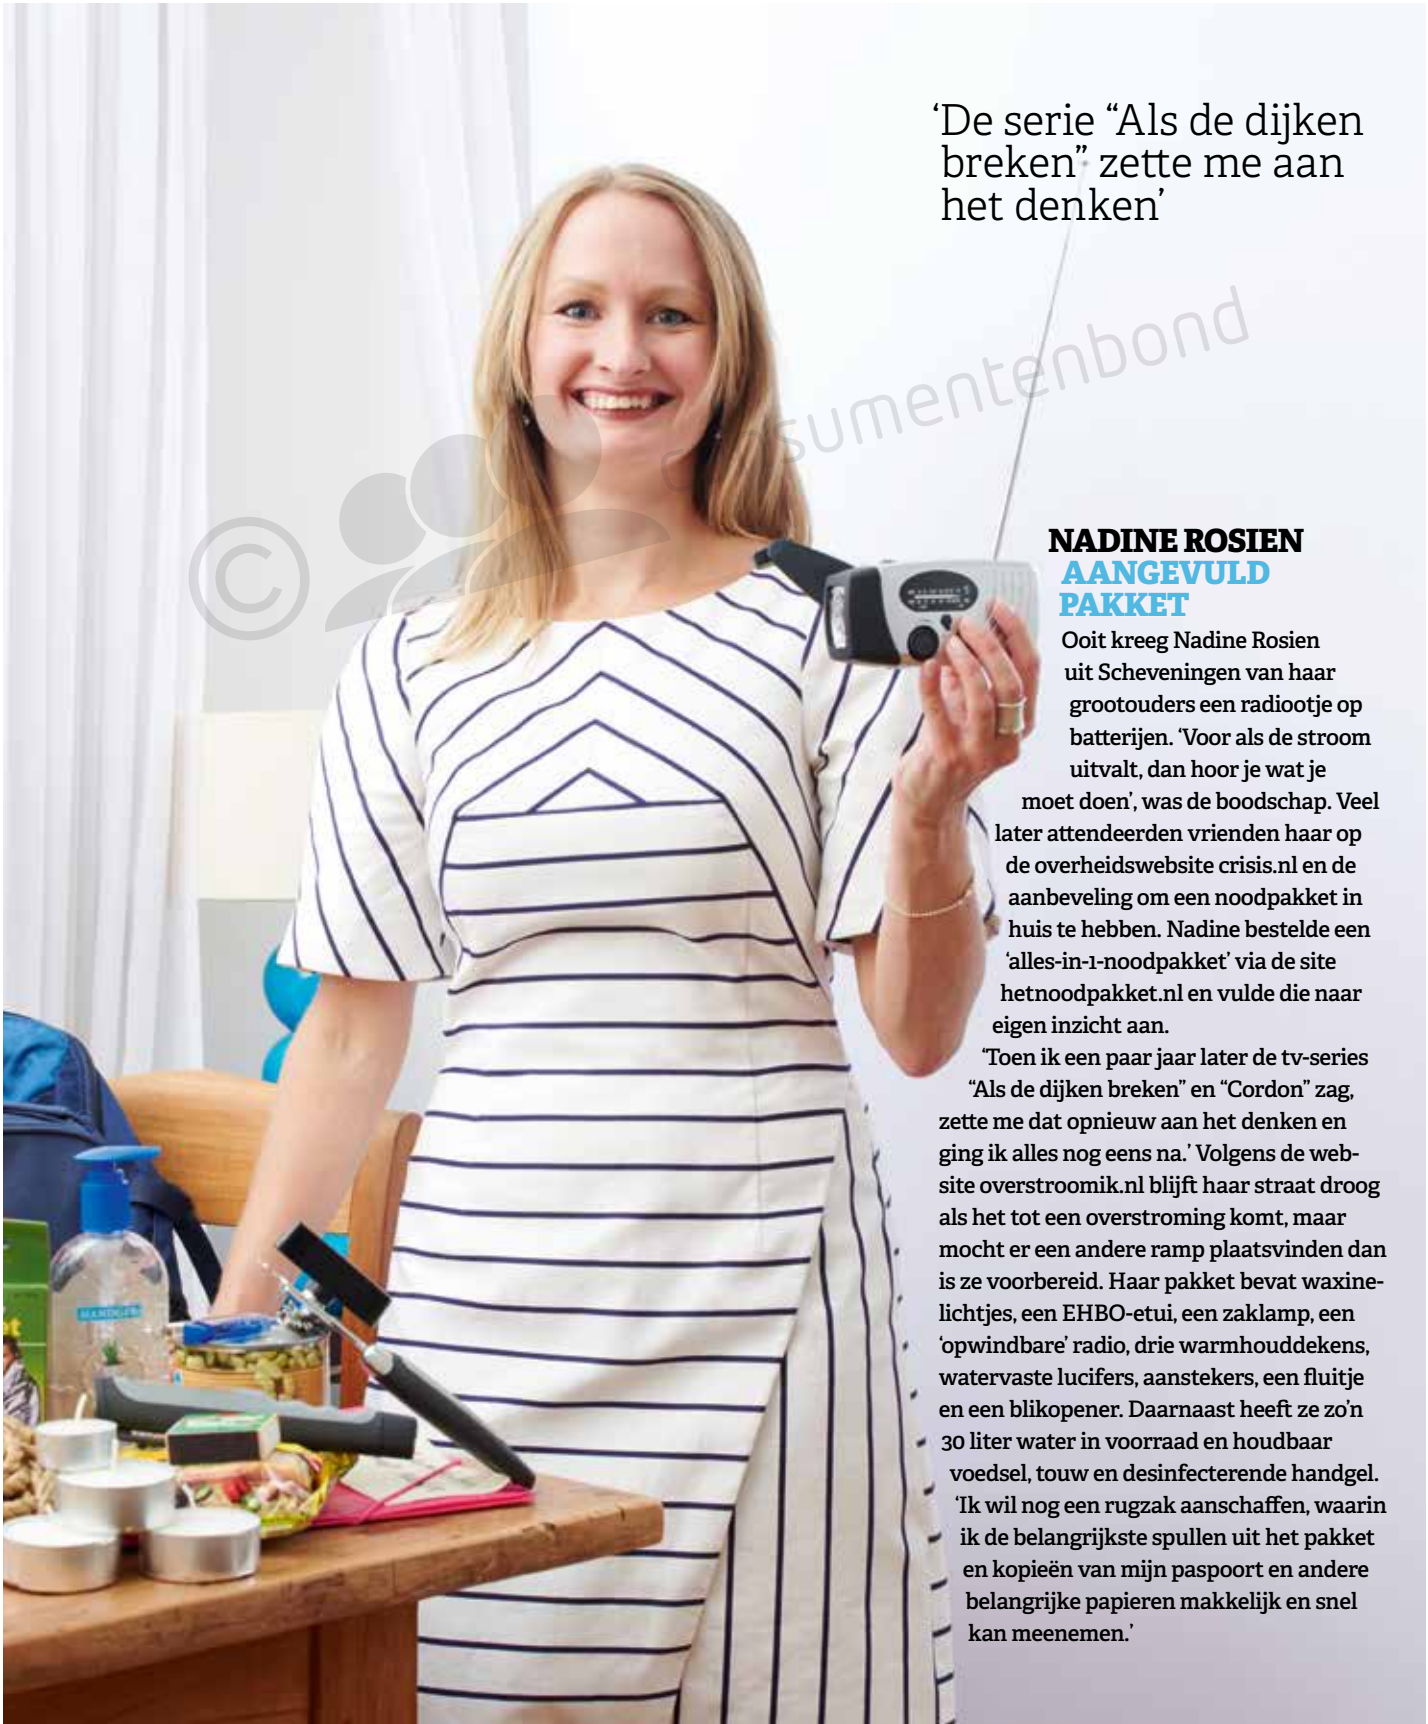 ‘De serie “Als de dijken
breken” zette me aan
het denken’
© consumentenbond
NADINE ROSIEN
AANGEVULD
PAKKET
Ooit kreeg Nadine Rosien
uit Scheveningen van haar
grootouders een radiootje op
batterijen. ‘Voor als de stroom
uitvalt, dan hoor je wat je
moet doen’, was de boodschap. Veel
later attendeerden vrienden haar op
de overheidswebsite crisis.nl en de
aanbeveling om een noodpakket in
huis te hebben. Nadine bestelde een
‘alles-in-1-noodpakket’ via de site
hetnoodpakket.nl en vulde die naar
eigen inzicht aan.
‘Toen ik een paar jaar later de tv-series
“Als de dijken breken” en “Cordon” zag,
zette me dat opnieuw aan het denken en
ging ik alles nog eens na.’ Volgens de web-
site overstroomik.nl blijft haar straat droog
als het tot een overstroming komt, maar
mocht er een andere ramp plaatsvinden dan
is ze voorbereid. Haar pakket bevat waxine-
lichtjes, een EHBO-etui, een zaklamp, een
‘opwindbare’ radio, drie warmhouddekens,
watervaste lucifers, aanstekers, een fluitje
en een blikopener. Daarnaast heeft ze zo’n
30 liter water in voorraad en houdbaar
voedsel, touw en desinfecterende handgel.
‘Ik wil nog een rugzak aanschaffen, waarin
ik de belangrijkste spullen uit het pakket
en kopieën van mijn paspoort en andere
belangrijke papieren makkelijk en snel
kan meenemen.’
HANDGEL